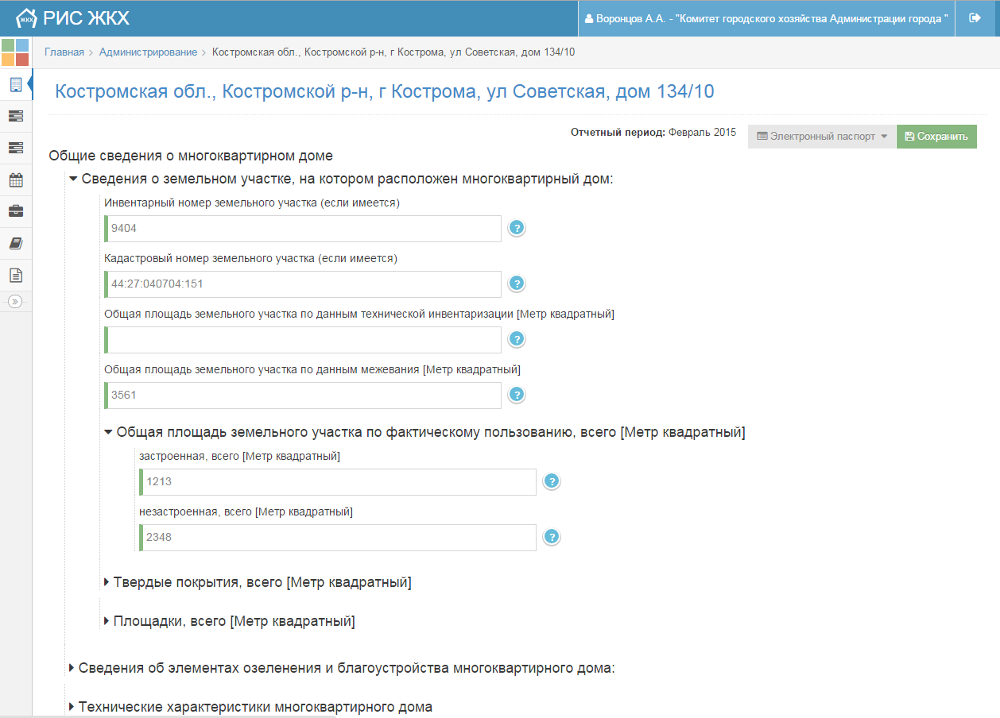 ЖКХ РИС ЖКХ
Воронцов А.А. - "Комитет городского хозяйства Администрации города "
Главная > Администрирование > Костромская обл., Костромской р-н, г Кострома, ул Советская, дом 134/10
Костромская обл., Костромской р-н, г Кострома, ул Советская, дом 134/10
Отчетный период: Февраль 2015
Электронный паспорт
Сохранить
Общие сведения о многоквартирном доме
Сведения о земельном участке, на котором расположен многоквартирный дом:
Инвентарный номер земельного участка (если имеется)
9404
?
Кадастровый номер земельного участка (если имеется)
44:27:040704:151
?
Общая площадь земельного участка по данным технической инвентаризации [Метр квадратный]
?
Общая площадь земельного участка по данным межевания [Метр квадратный]
3561
?
Общая площадь земельного участка по фактическому пользованию, всего [Метр квадратный]
застроенная, всего [Метр квадратный]
1213
?
незастроенная, всего [Метр квадратный]
2348
?
Твердые покрытия, всего [Метр квадратный]
Площадки, всего [Метр квадратный]
Сведения об элементах озеленения и благоустройства многоквартирного дома:
Технические характеристики многоквартирного дома